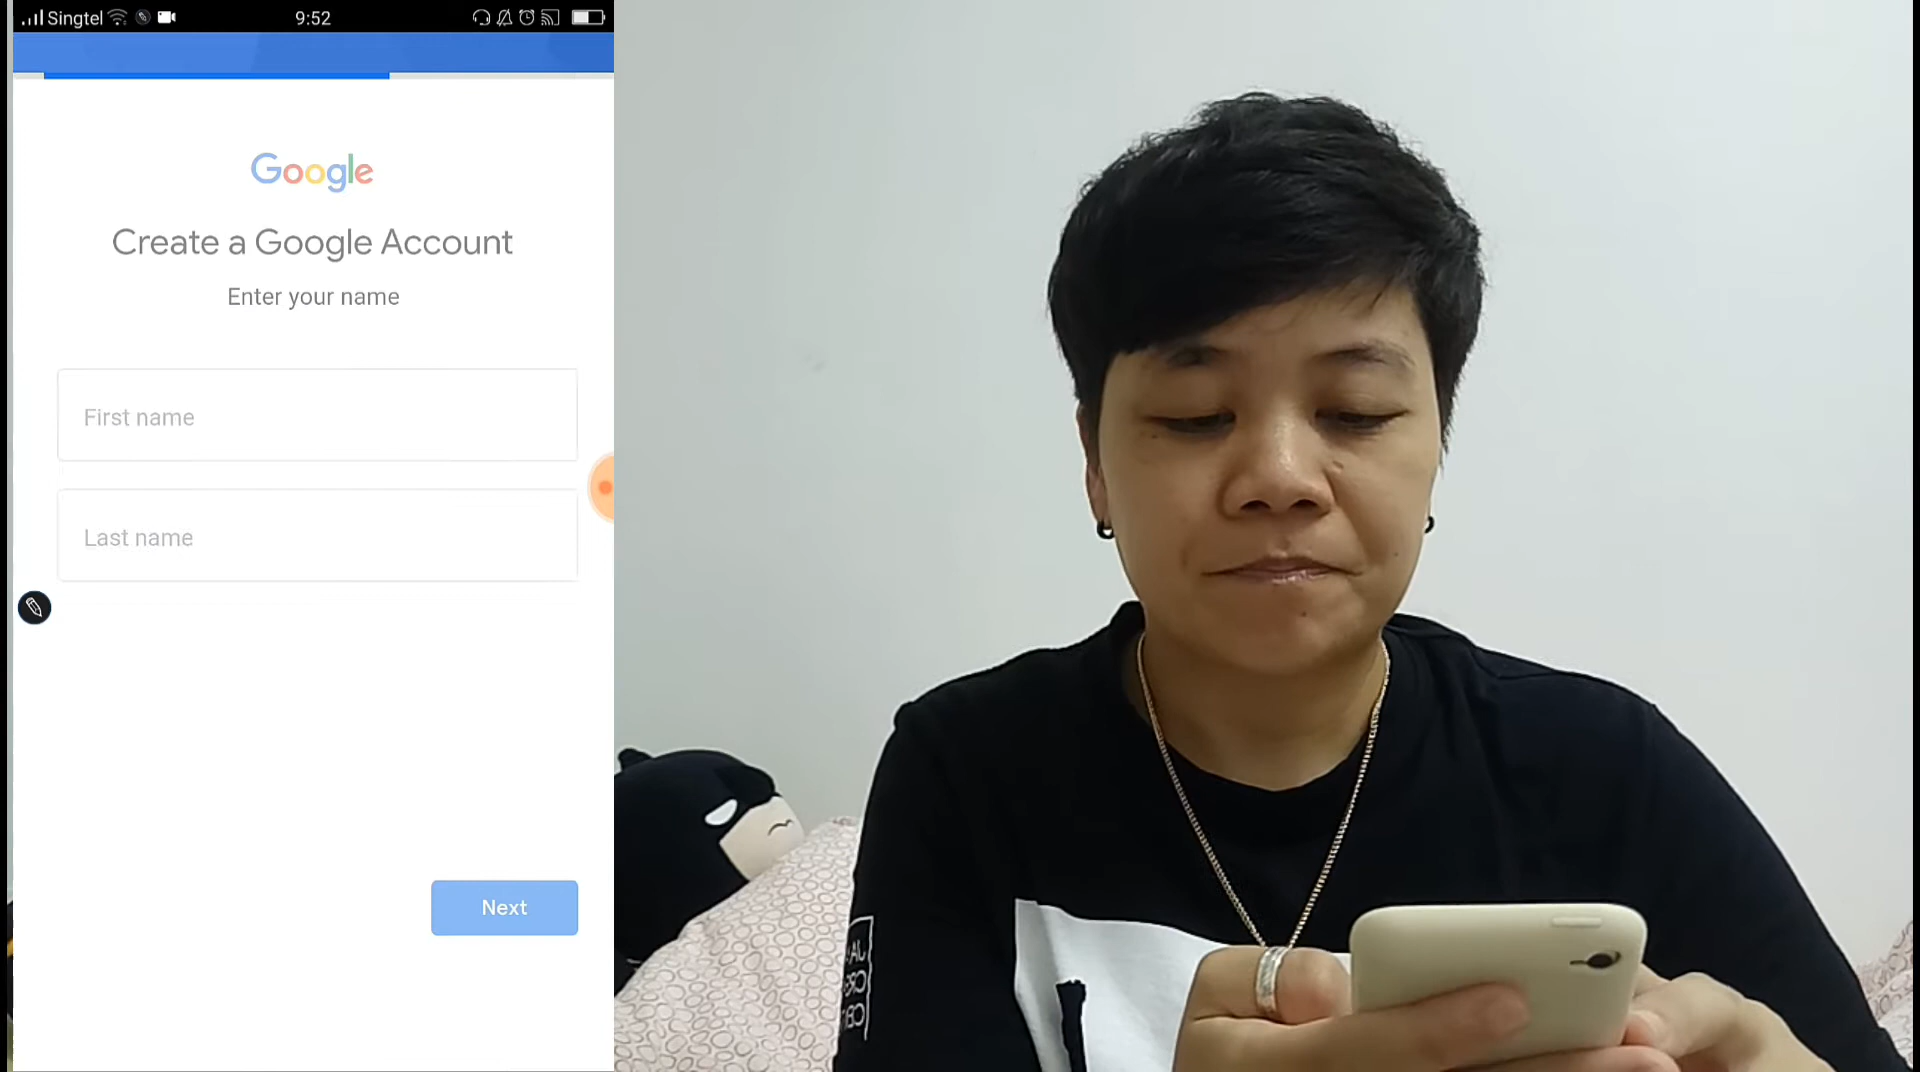 Singtel 9:52
Google
Create a Google Account
Enter your name
First name
Last name
Next